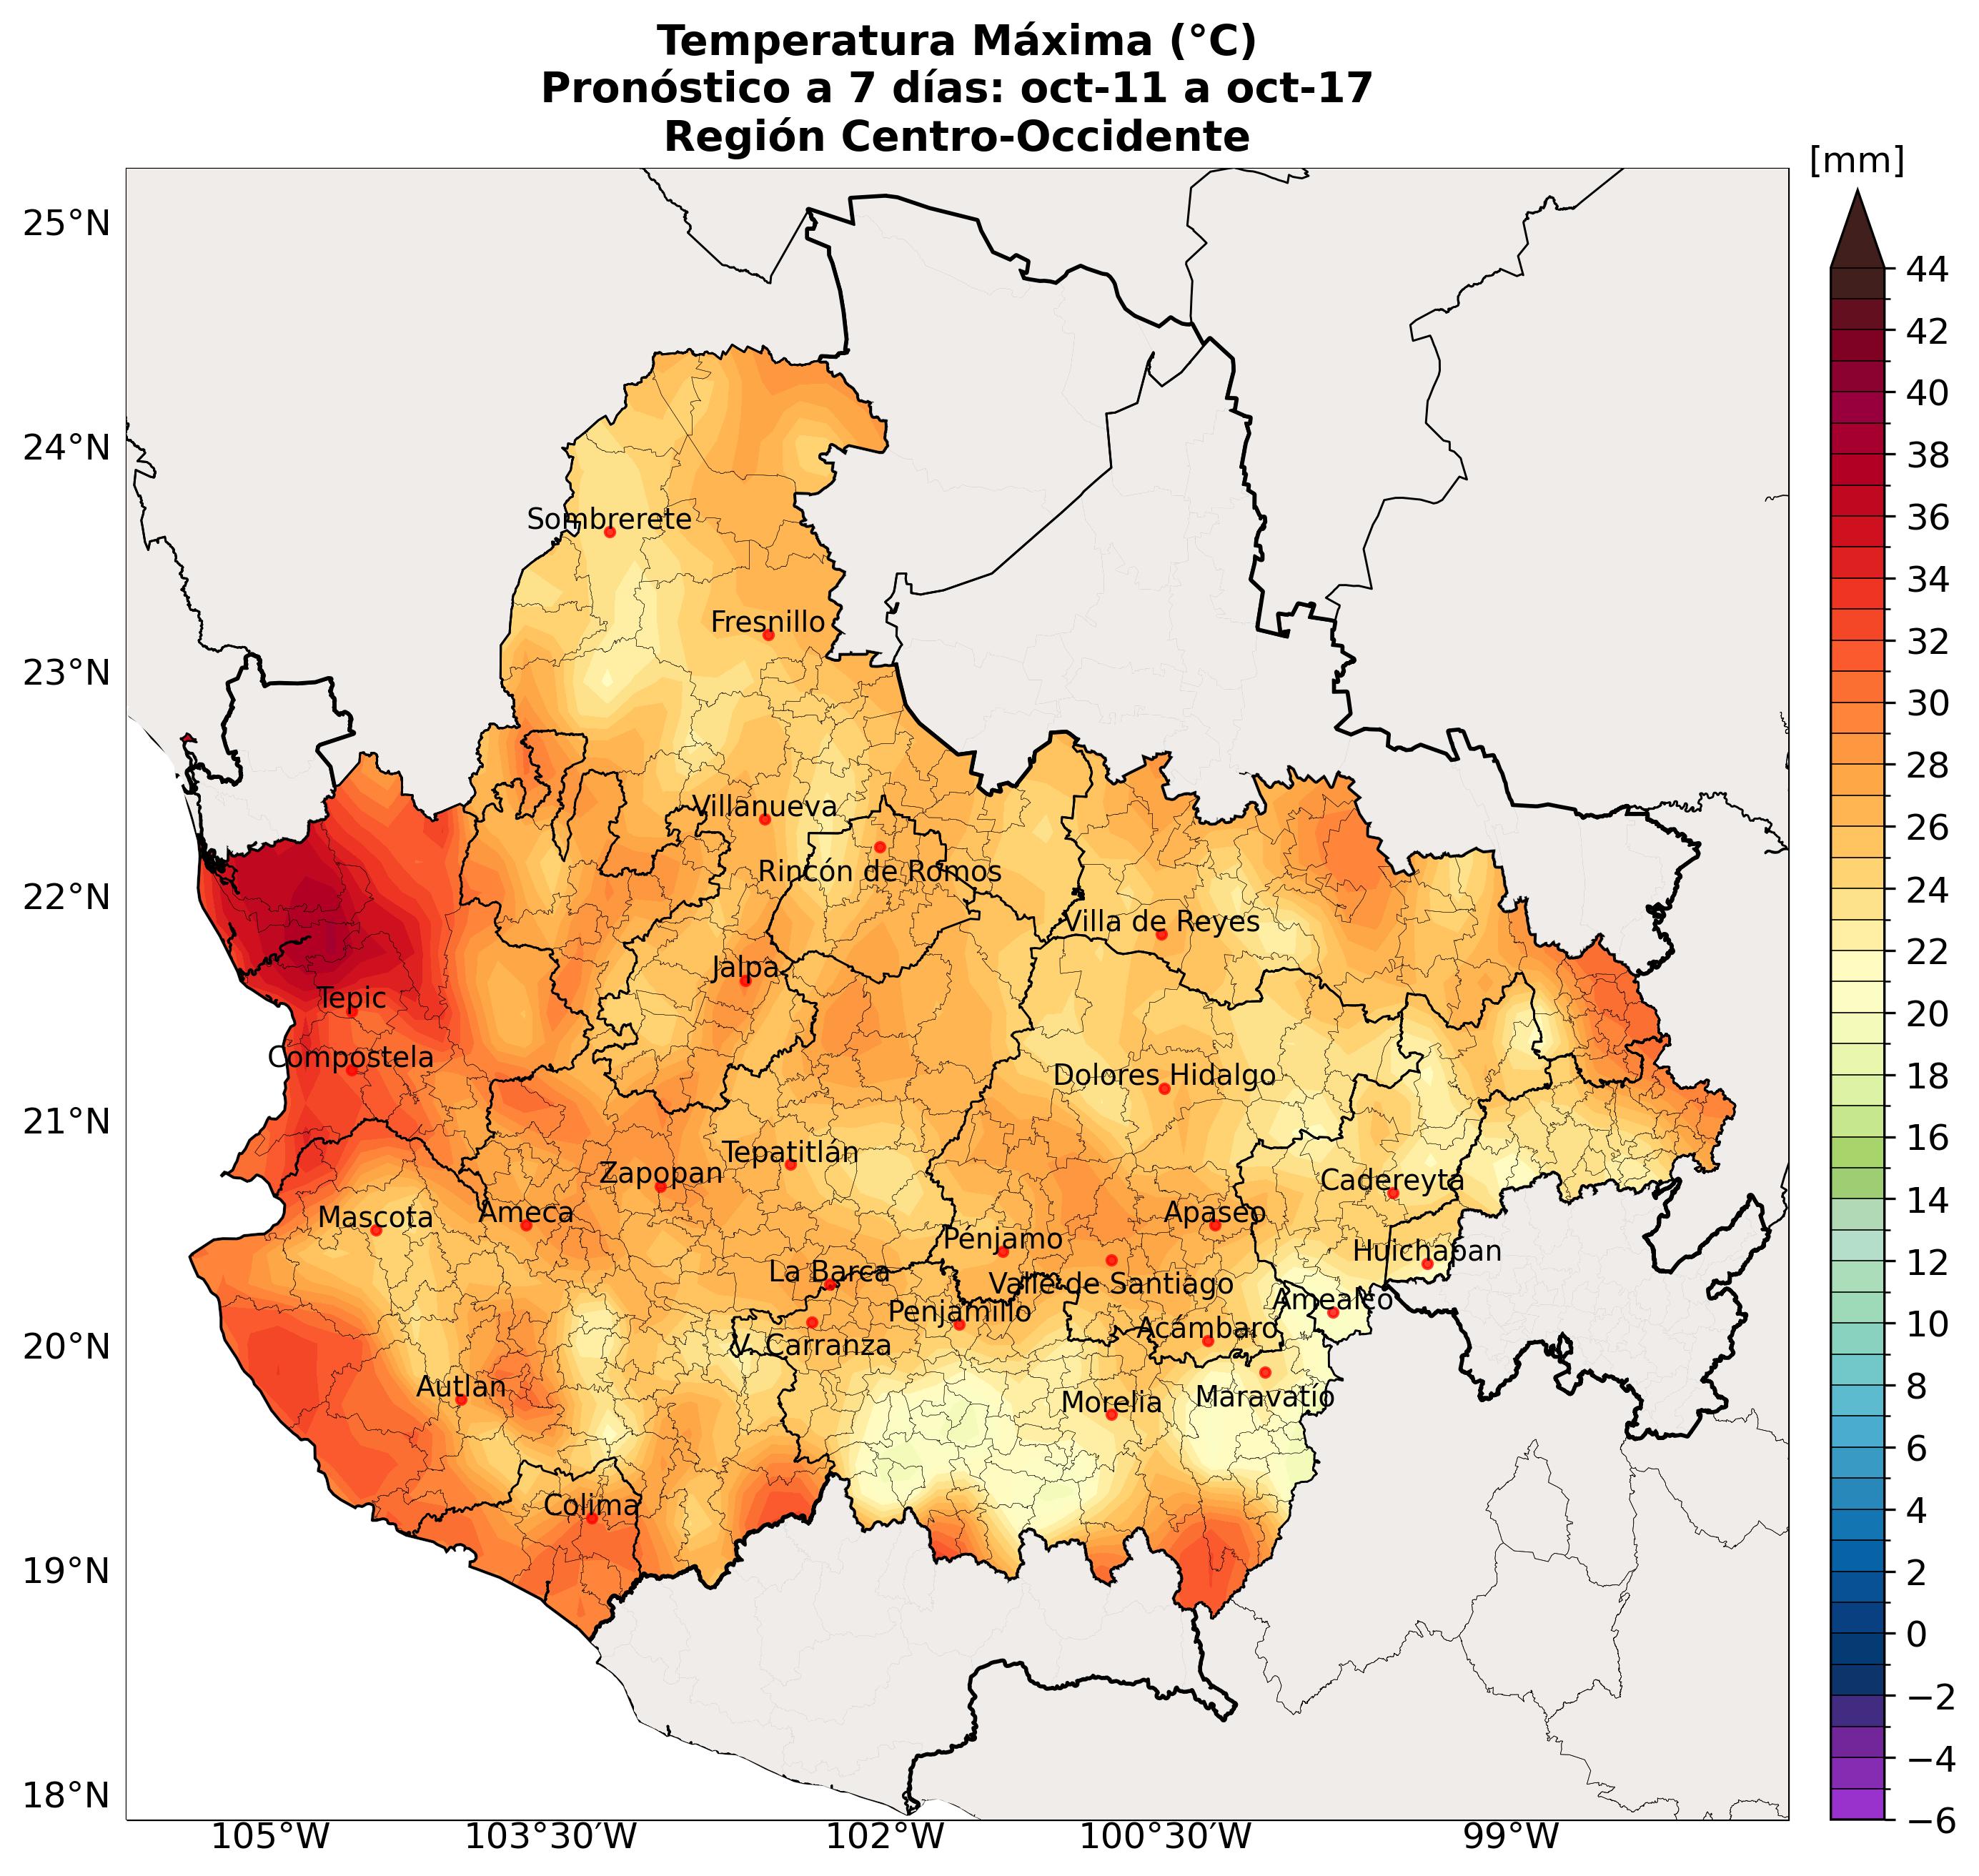 Temperatura Máxima (°C)
Pronóstico a 7 días: oct-11 a oct-17
Región Centro-Occidente
[mm]
25°N
24°N
23°N
22°N
21°N
20°N
19°N
18°N
Sombrerete
Fresnillo
Villanueva
Rincón de Romos
Villa de Reyes
Jalpa
Tepic
Compostela
Dolores Hidalgo
Tepatitlán
Zapopan
Cadereyta
Mascota
Ameca
Apaseo
Pénjamo
Huichapan
La Barca
Valle de Santiago
Amealco
Penjamillo
Acámbaro
V. Carranza
Autlan
Morelia
Maravatío
Colima
105°W
103°30′W
102°W
100°30′W
99°W
44
42
40
38
36
34
32
30
28
26
24
22
20
18
16
14
12
10
8
6
4
2
0
−2
−4
−6